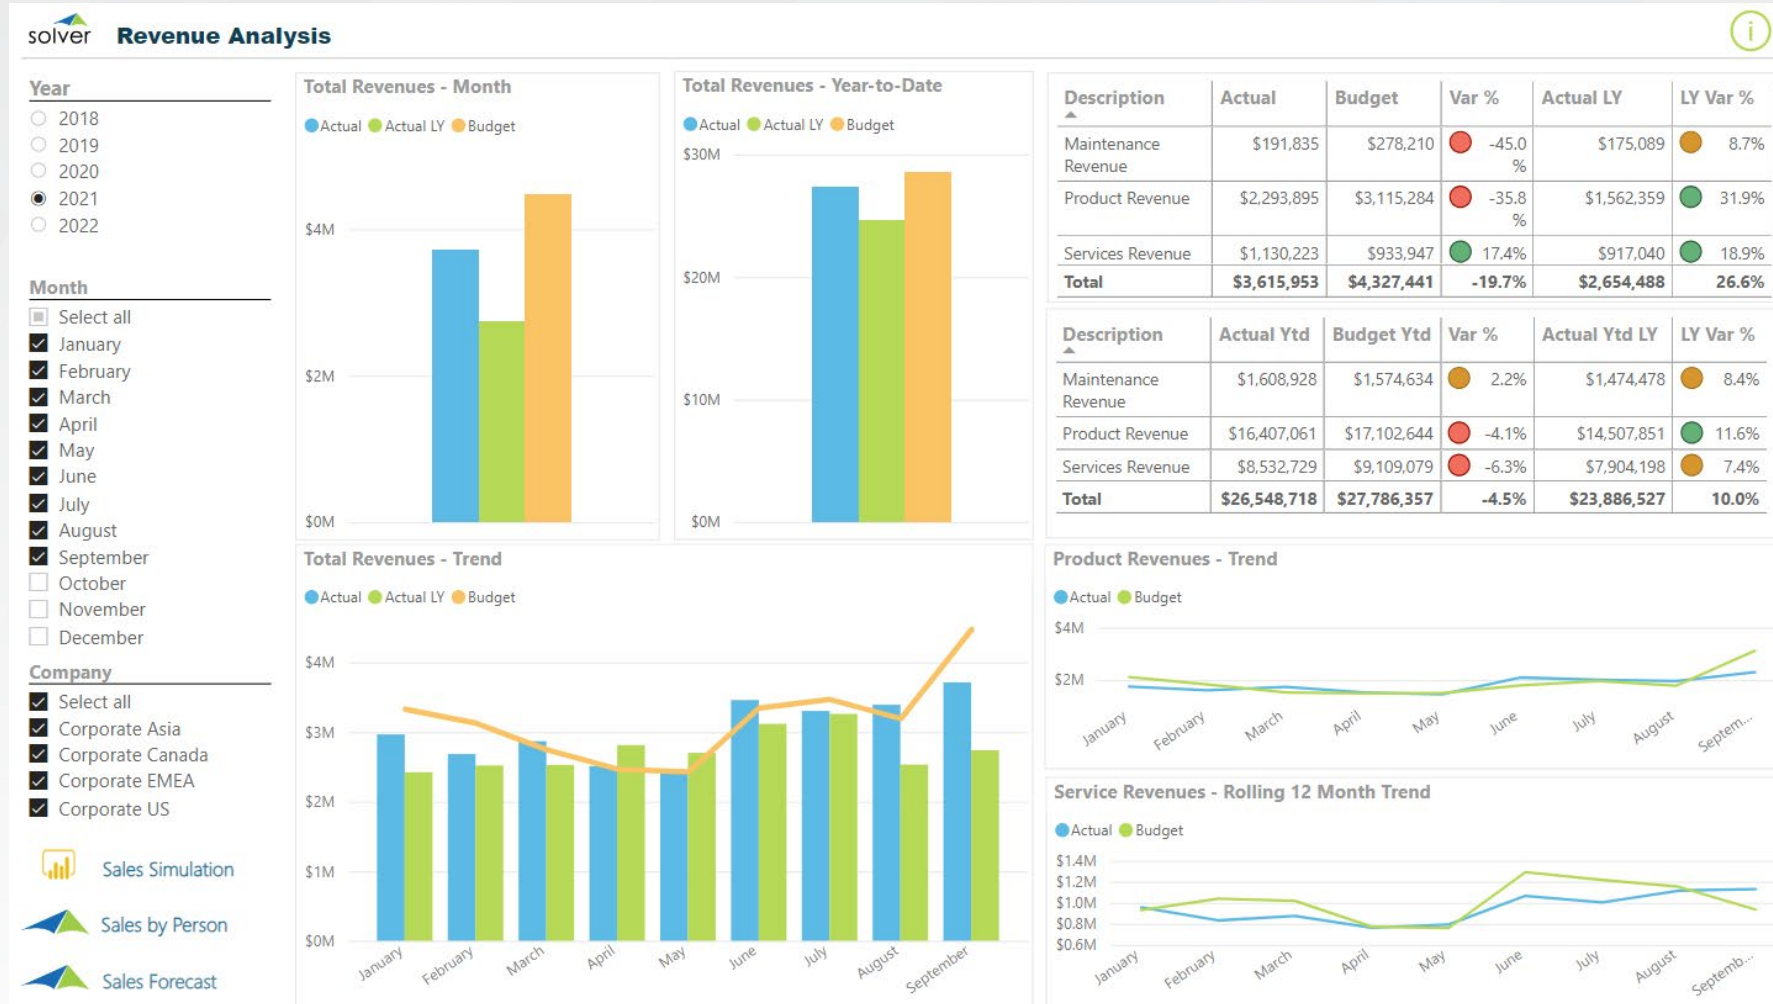 solver
Revenue Analysis
i
Year
2018
2019
2020
2021
2022
Month
Select all
January
February
March
April
May
June
July
August
September
October
November
December
Company
Select all
Corporate Asia
Corporate Canada
Corporate EMEA
Corporate US
Sales Simulation
Sales by Person
Sales Forecast
Total Revenues - Month
Actual Actual LY Budget
$4M
$2M
$0M
Total Revenues - Year-to-Date
Actual Actual LY Budget
$30M
$20M
$10M
$0M
Description Actual Budget Var % Actual LY LY Var %
Maintenance $191,835 $278,210 -45.0 $175,089 8.7%
Revenue %
Product Revenue $2,293,895 $3,115,284 -35.8 $1,562,359 31.9%
%
Services Revenue $1,130,223 $933,947 17.4% $917,040 18.9%
Total $3,615,953 $4,327,441 -19.7% $2,654,488 26.6%
Description Actual Ytd Budget Ytd Var % Actual Ytd LY LY Var %
Maintenance $1,608,928 $1,574,634 2.2% $1,474,478 8.4%
Revenue
Product Revenue $16,407,061 $17,102,644 -4.1% $14,507,851 11.6%
Services Revenue $8,532,729 $9,109,079 -6.3% $7,904,198 7.4%
Total $26,548,718 $27,786,357 -4.5% $23,886,527 10.0%
Total Revenues - Trend
Actual Actual LY Budget
$4M
$3M
$2M
$1M
$0M
January February March April May June July August September
Product Revenues - Trend
Actual Budget
$4M
$2M
January February March April May June July August Septem...
Service Revenues - Rolling 12 Month Trend
Actual Budget
$1.4M
$1.2M
$1.0M
$0.8M
$0.6M
January February March April May June July August Septemb...